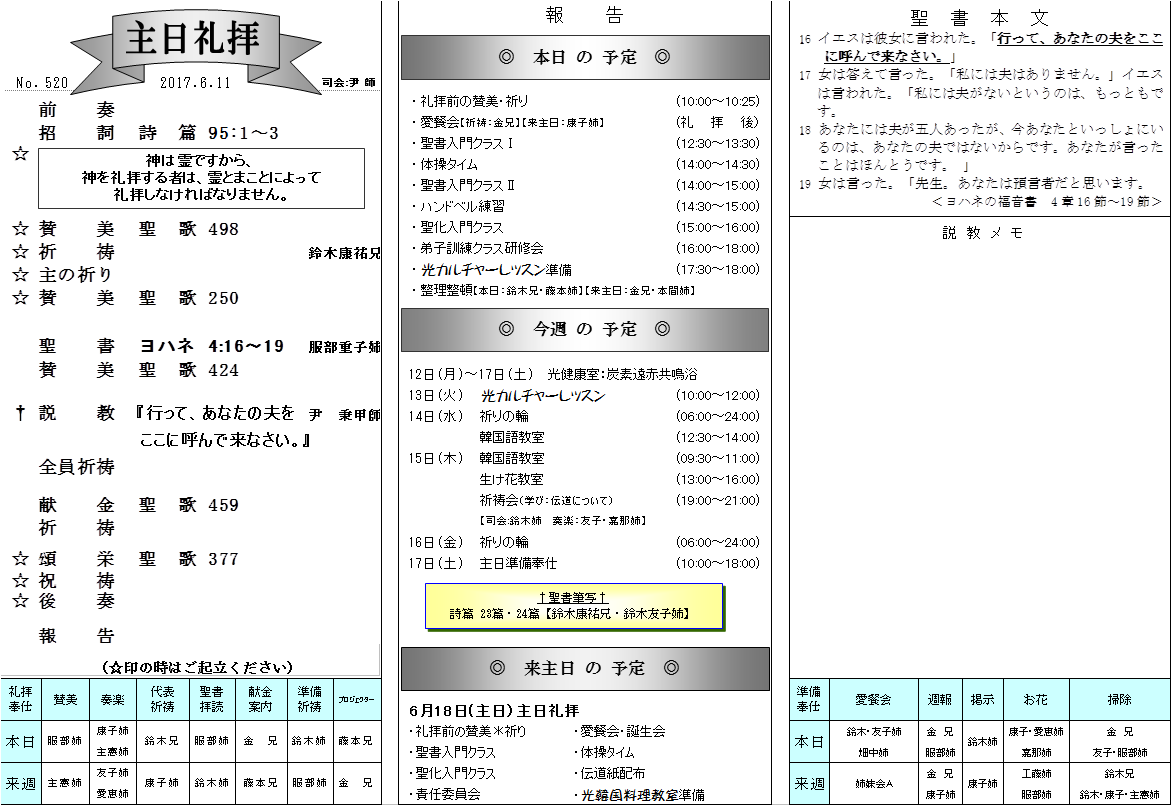 主日礼拝
No. 520 2017.6.11 司会:尹 師
前 奏
招 詞 詩 篇 95:1～3
☆ 神は霊ですから、
神を礼拝する者は、霊とまことによって
礼拝しなければなりません。
☆ 賛 美 聖 歌 498
☆ 祈 祷 鈴木康祐兄
☆ 主の祈り
☆ 賛 美 聖 歌 250
聖 書 ヨハネ 4:16～19 服部重子姉
賛 美 聖 歌 424
† 説 教 『行って、あなたの夫を 尹 秉甲師
ここに呼んで来なさい。』
全員祈祷
献 金 聖 歌 459
祈 祷
☆ 頌 栄 聖 歌 377
☆ 祝 祷
☆ 後 奏
報 告
(☆印の時はご起立ください)
礼拝奉仕 賛美 奏楽 代表祈祷 聖書拝読 献金案内 準備祈祷 プロジェクター
本日 服部姉 康子姉 主憲姉 鈴木兄 服部姉 金 兄 鈴木姉 藤本兄
来週 主憲姉 友子姉 愛恵姉 康子姉 鈴木姉 藤本兄 服部姉 金 兄
報 告
◎ 本日 の 予定 ◎
・礼拝前の賛美・祈り (10:00～10:25)
・愛餐会【祈祷：金兄】【来主日：康子姉】 (礼 拝 後)
・聖書入門クラスⅠ (12:30～13:30)
・体操タイム (14:00～14:30)
・聖書入門クラスⅡ (14:00～15:00)
・ハンドベル練習 (14:30～15:00)
・聖化入門クラス (15:00～16:00)
・弟子訓練クラス研修会 (16:00～18:00)
・光カルチャーレッスン準備 (17:30～18:00)
・整理整頓【本日：鈴木兄・藤本姉】【来主日：金兄・本間姉】
◎ 今週 の 予定 ◎
12日(月)～17日(土) 光健康室：炭素遠赤共鳴浴
13日(火) 光カルチャーレッスン (10:00～12:00)
14日(水) 祈りの輪 (06:00～24:00)
韓国語教室 (12:30～14:00)
15日(木) 韓国語教室 (09:30～11:00)
生け花教室 (13:00～16:00)
祈祷会(学び：伝道について) (19:00～21:00)
【司会：鈴木姉 奏楽：友子・嘉那姉】
16日(金) 祈りの輪 (06:00～24:00)
17日(土) 主日準備奉仕 (10:00～18:00)
†聖書筆写†
詩篇 23篇・24篇【鈴木康祐兄・鈴木友子姉】
◎ 来主日 の 予定 ◎
6月18日(主日)主日礼拝
・礼拝前の賛美＊祈り ・愛餐会・誕生会
・聖書入門クラス ・体操タイム
・聖化入門クラス ・伝道紙配布
・責任委員会 ・光韓国料理教室準備
聖 書 本 文
16 イエスは彼女に言われた。「行って、あなたの夫をここ
に呼んで来なさい。」
17 女は答えて言った。「私には夫はありません。」イエス
は言われた。「私には夫がないというのは、もっともで
す。
18 あなたには夫が五人あったが、今あなたといっしょにい
るのは、あなたの夫ではないからです。あなたが言った
ことはほんとうです。 」
19 女は言った。「先生。あなたは預言者だと思います。
＜ヨハネの福音書 4章16節～19節＞
説 教 メ モ
準備奉仕 愛餐会 週報 掲示 お花 掃除
本日 鈴木・友子姉 畑中姉 金 兄 服部姉 鈴木姉 康子・愛恵姉 嘉那姉 金 兄 友子・服部姉
来週 姉妹会A 金 兄 康子姉 康子姉 工藤姉 服部姉 鈴木兄 鈴木・康子・主憲姉